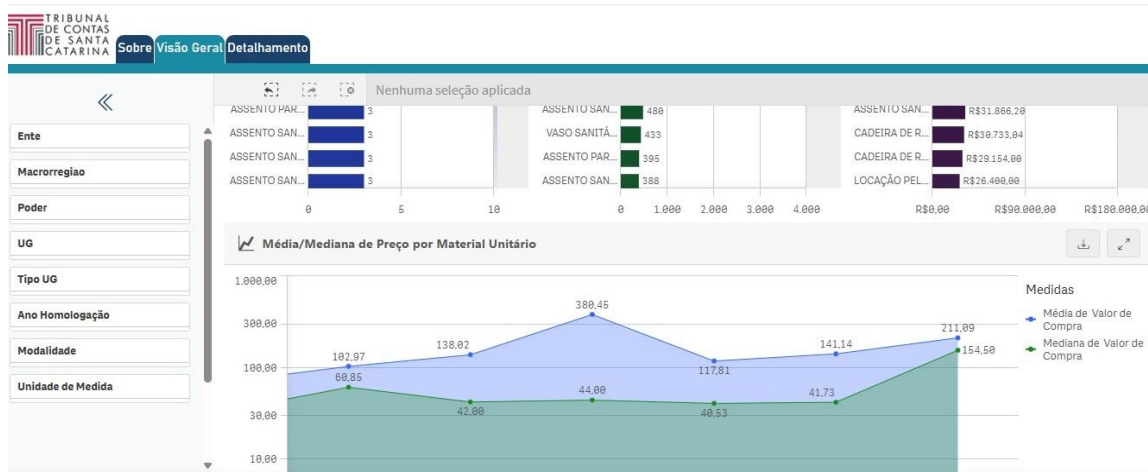 TRIBUNAL
DE CONTAS
DE SANTA
CATARINA
Sobre Visão Geral Detalhamento
Nenhuma seleção aplicada
Ente
Macrorregiao
Poder
UG
Tipo UG
Ano Homologação
Modalidade
Unidade de Medida
ASSENTO PAR... 3
ASSENTO SAN... 3
ASSENTO SAN... 3
ASSENTO SAN... 3
0 5 10
ASSENTO SAN... 480
VASO SANITÁ... 433
ASSENTO PAR... 395
ASSENTO SAN... 388
0 1.000 2.000 3.000 4.000
ASSENTO SAN... R$31.866,20
CADEIRA DE R... R$30.733,04
CADEIRA DE R... R$29.154,00
LOCAÇÃO PEL... R$26.400,00
R$0,00 R$90.000,00 R$180.000,00
Média/Mediana de Preço por Material Unitário
1.000,00
300,00
100,00
30,00
10,00
102,97 138,02 380,45 117,81 141,14 211,09
60,85 42,00 44,00 40,53 41,73 154,50
Medidas
Média de Valor de
Compra
Mediana de Valor de
Compra